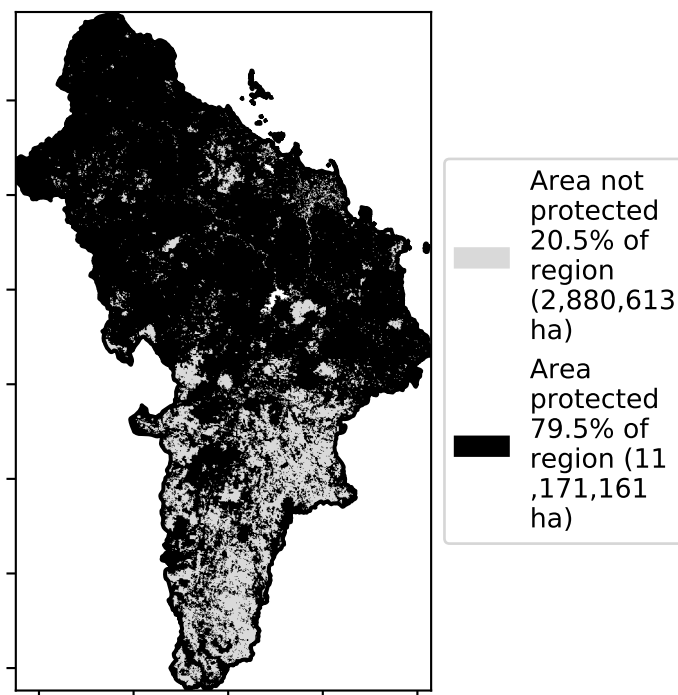 Area not
protected
20.5% of
region
(2,880,613
ha)
Area
protected
79.5% of
region (11
,171,161
ha)